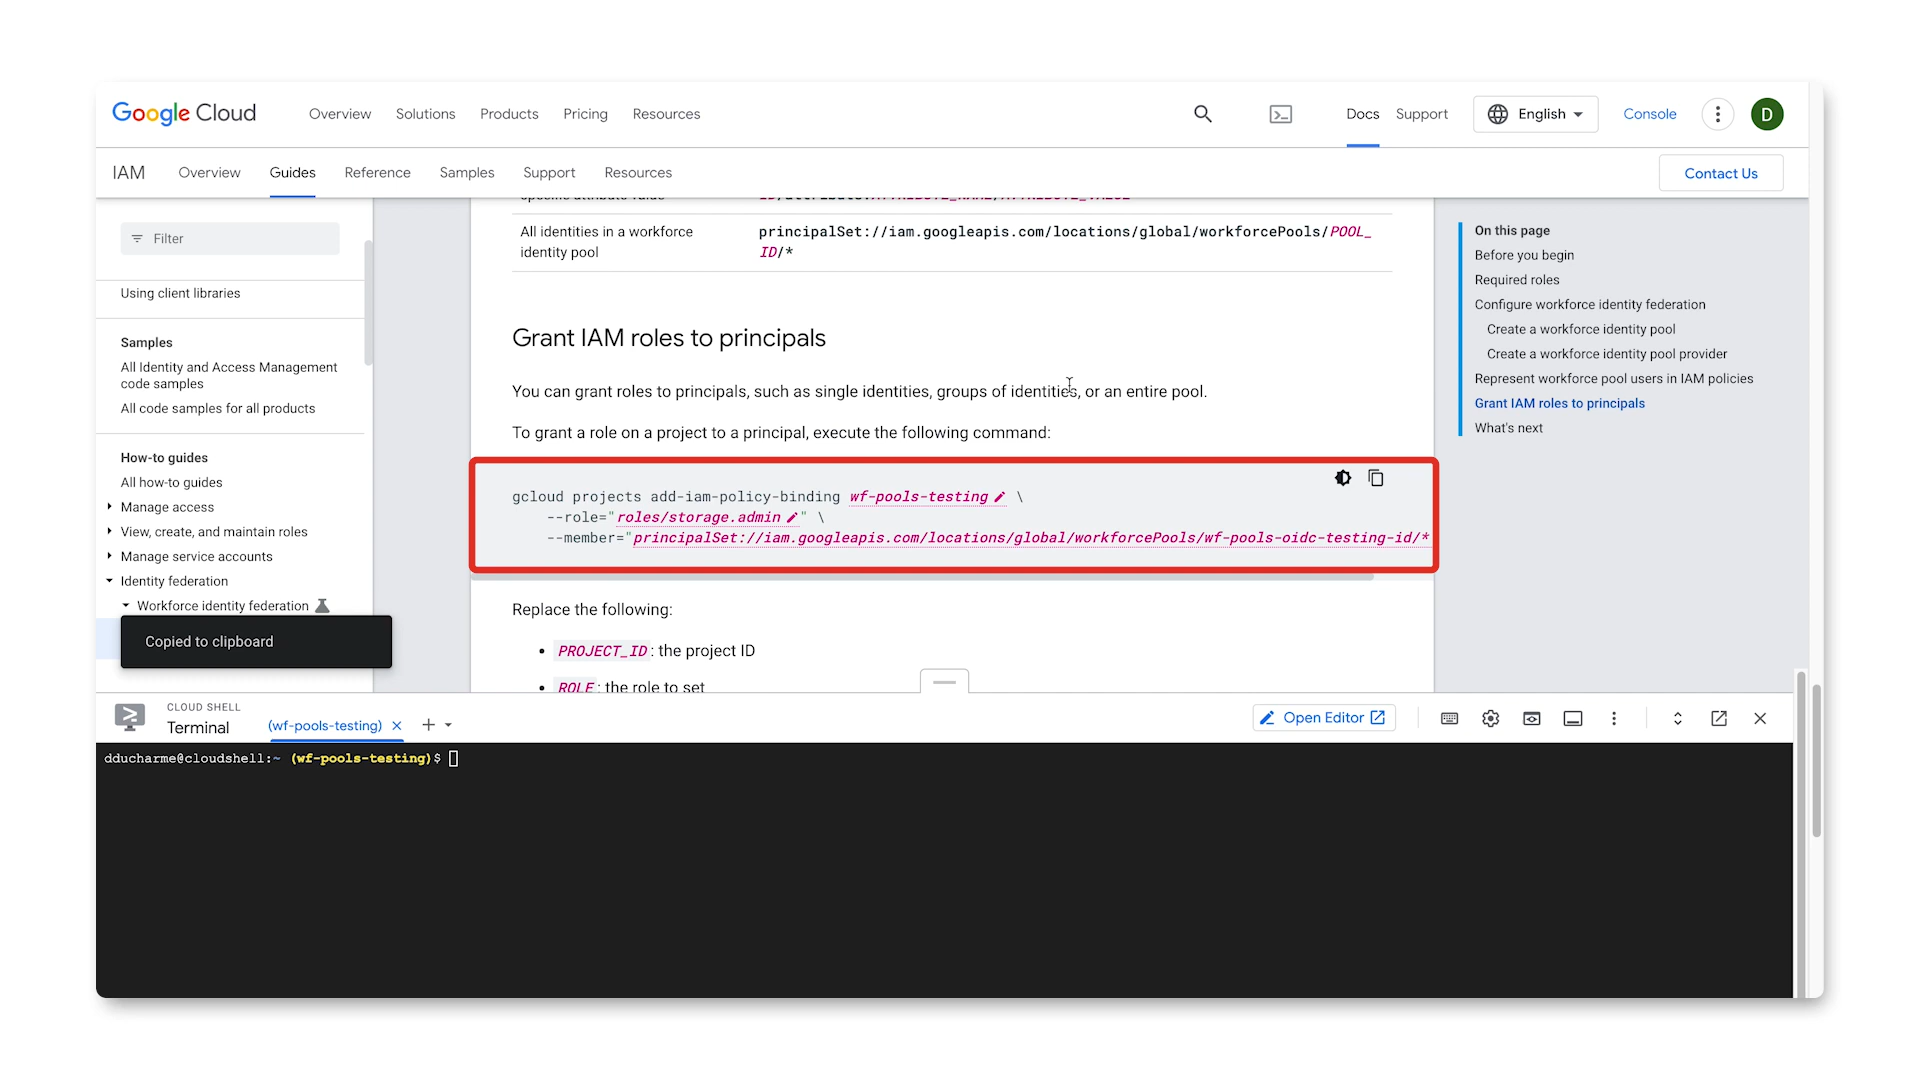 Google Cloud
Overview
Solutions
Products
Pricing
Resources
Docs
Support
English
Console
D
IAM
Overview
Guides
Reference
Samples
Support
Resources
Contact Us
Filter
Using client libraries
Samples
All Identity and Access Management
code samples
All code samples for all products
How-to guides
All how-to guides
Manage access
View, create, and maintain roles
Manage service accounts
Identity federation
Workforce identity federation
Copied to clipboard
All identities in a workforce
identity pool
principalSet://iam.googleapis.com/locations/global/workforcePools/POOL_
ID/*
Grant IAM roles to principals
You can grant roles to principals, such as single identities, groups of identities, or an entire pool.
To grant a role on a project to a principal, execute the following command:
gcloud projects add-iam-policy-binding wf-pools-testing \
--role="roles/storage.admin" \
--member="principalSet://iam.googleapis.com/locations/global/workforcePools/wf-pools-oidc-testing-id/*
Replace the following:
• PROJECT_ID: the project ID
• ROLE: the role to set
On this page
Before you begin
Required roles
Configure workforce identity federation
Create a workforce identity pool
Create a workforce identity pool provider
Represent workforce pool users in IAM policies
Grant IAM roles to principals
What's next
CLOUD SHELL
Terminal
(wf-pools-testing)
Open Editor
dducharme@cloudshell:~ (wf-pools-testing)$